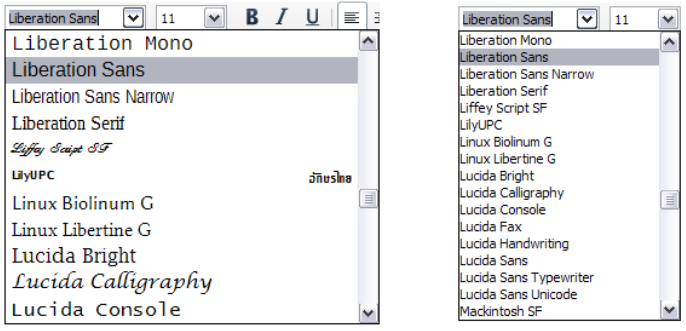 Liberation Sans 11 B I U
Liberation Mono
Liberation Sans
Liberation Sans Narrow
Liberation Serif
Liffey Script SF
LilyUPC อักษรไทย
Linux Biolinum G
Linux Libertine G
Lucida Bright
Lucida Calligraphy
Lucida Console
Liberation Sans 11
Liberation Mono
Liberation Sans
Liberation Sans Narrow
Liberation Serif
Liffey Script SF
LilyUPC
Linux Biolinum G
Linux Libertine G
Lucida Bright
Lucida Calligraphy
Lucida Console
Lucida Fax
Lucida Handwriting
Lucida Sans
Lucida Sans Typewriter
Lucida Sans Unicode
Mackintosh SF